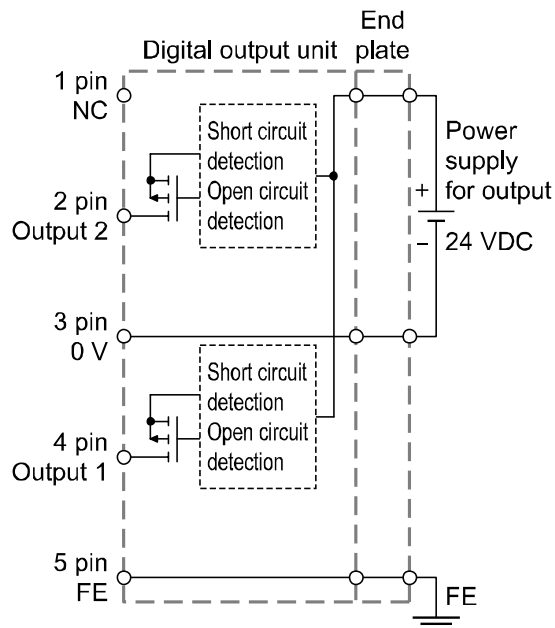 End
plate
Digital output unit
1 pin
NC
Short circuit
detection
Open circuit
detection
Power
supply
for output
+
−
24 VDC
2 pin
Output 2
3 pin
0 V
Short circuit
detection
Open circuit
detection
4 pin
Output 1
5 pin
FE
FE